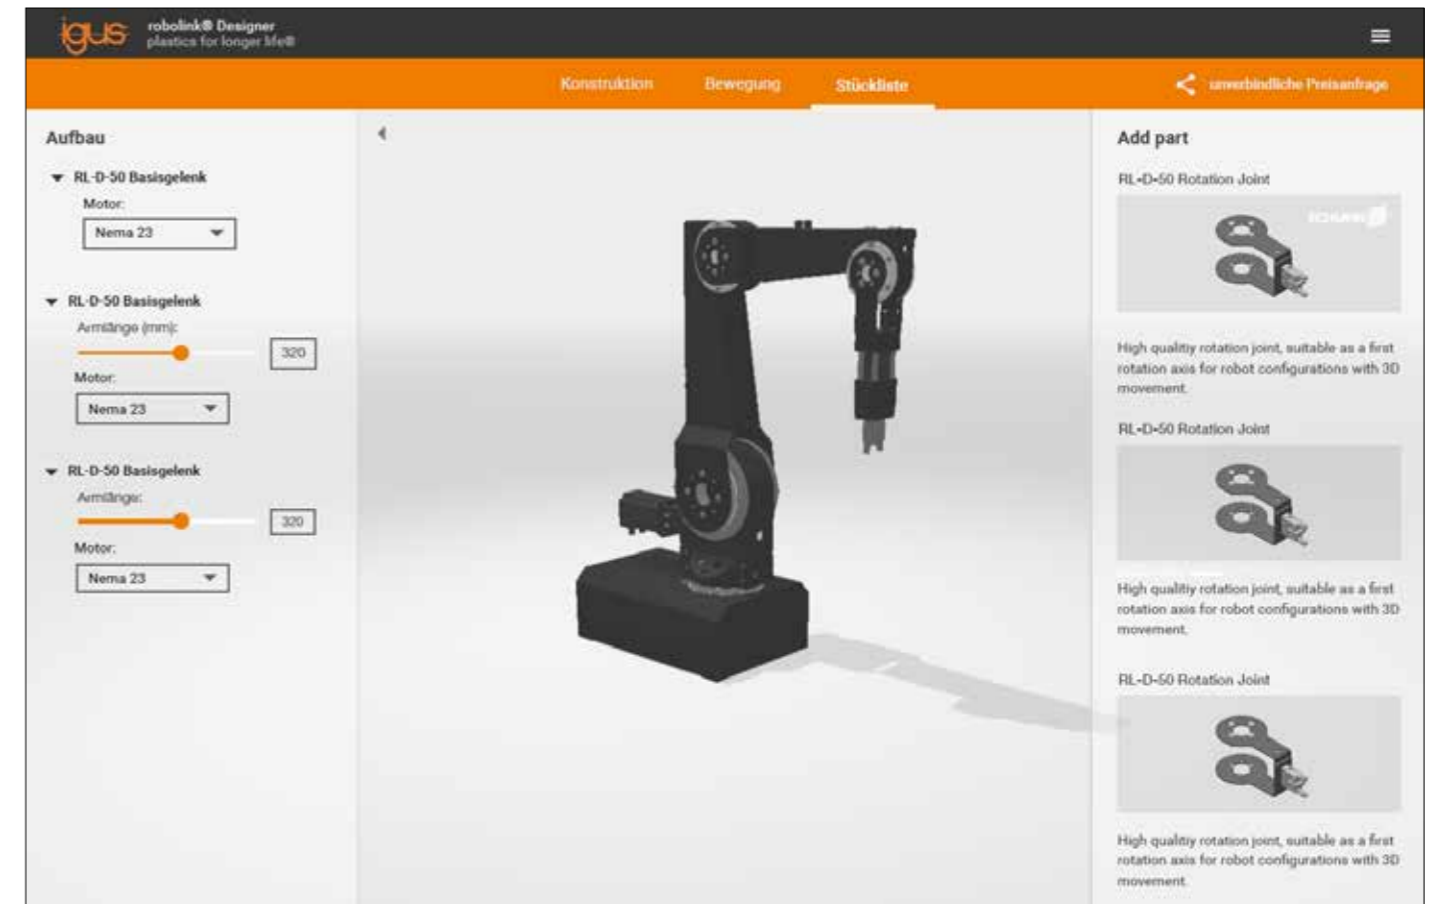 igus
robolink® Designer
plastics for longer life®
Konstruktion
Bewegung
Stückliste
unverbindliche Preisanfrage
Aufbau
RL-D-50 Basisgelenk
Motor:
Nema 23
RL-D-50 Basisgelenk
Armlänge (mm):
320
Motor:
Nema 23
RL-D-50 Basisgelenk
Armlänge:
320
Motor:
Nema 23
Add part
RL-D-50 Rotation Joint
SCHUNK
High qualitiy rotation joint, suitable as a first
rotation axis for robot configurations with 3D
movement.
RL-D-50 Rotation Joint
High qualitiy rotation joint, suitable as a first
rotation axis for robot configurations with 3D
movement.
RL-D-50 Rotation Joint
High qualitiy rotation joint, suitable as a first
rotation axis for robot configurations with 3D
movement.